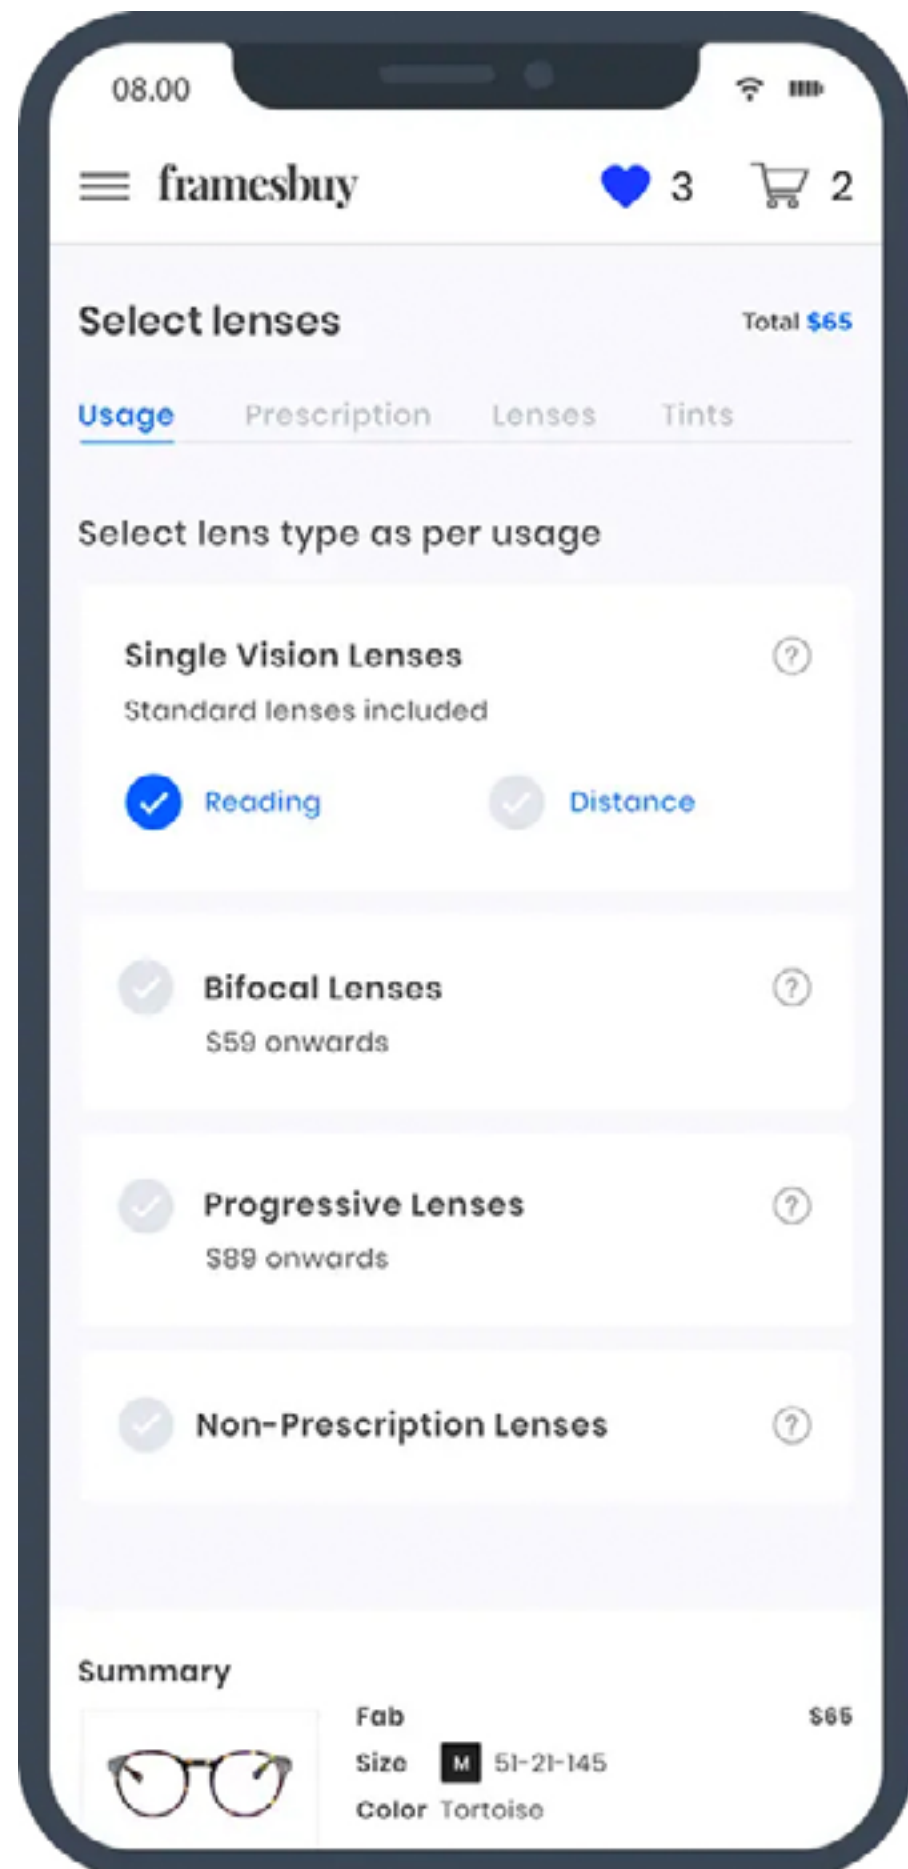 08.00
framesbuy 3 2
Select lenses Total $65
Usage Prescription Lenses Tints
Select lens type as per usage
Single Vision Lenses ?
Standard lenses included
Reading Distance
Bifocal Lenses ?
$59 onwards
Progressive Lenses ?
$89 onwards
Non-Prescription Lenses ?
Summary
Fab $65
Size M 51-21-145
Color Tortoise